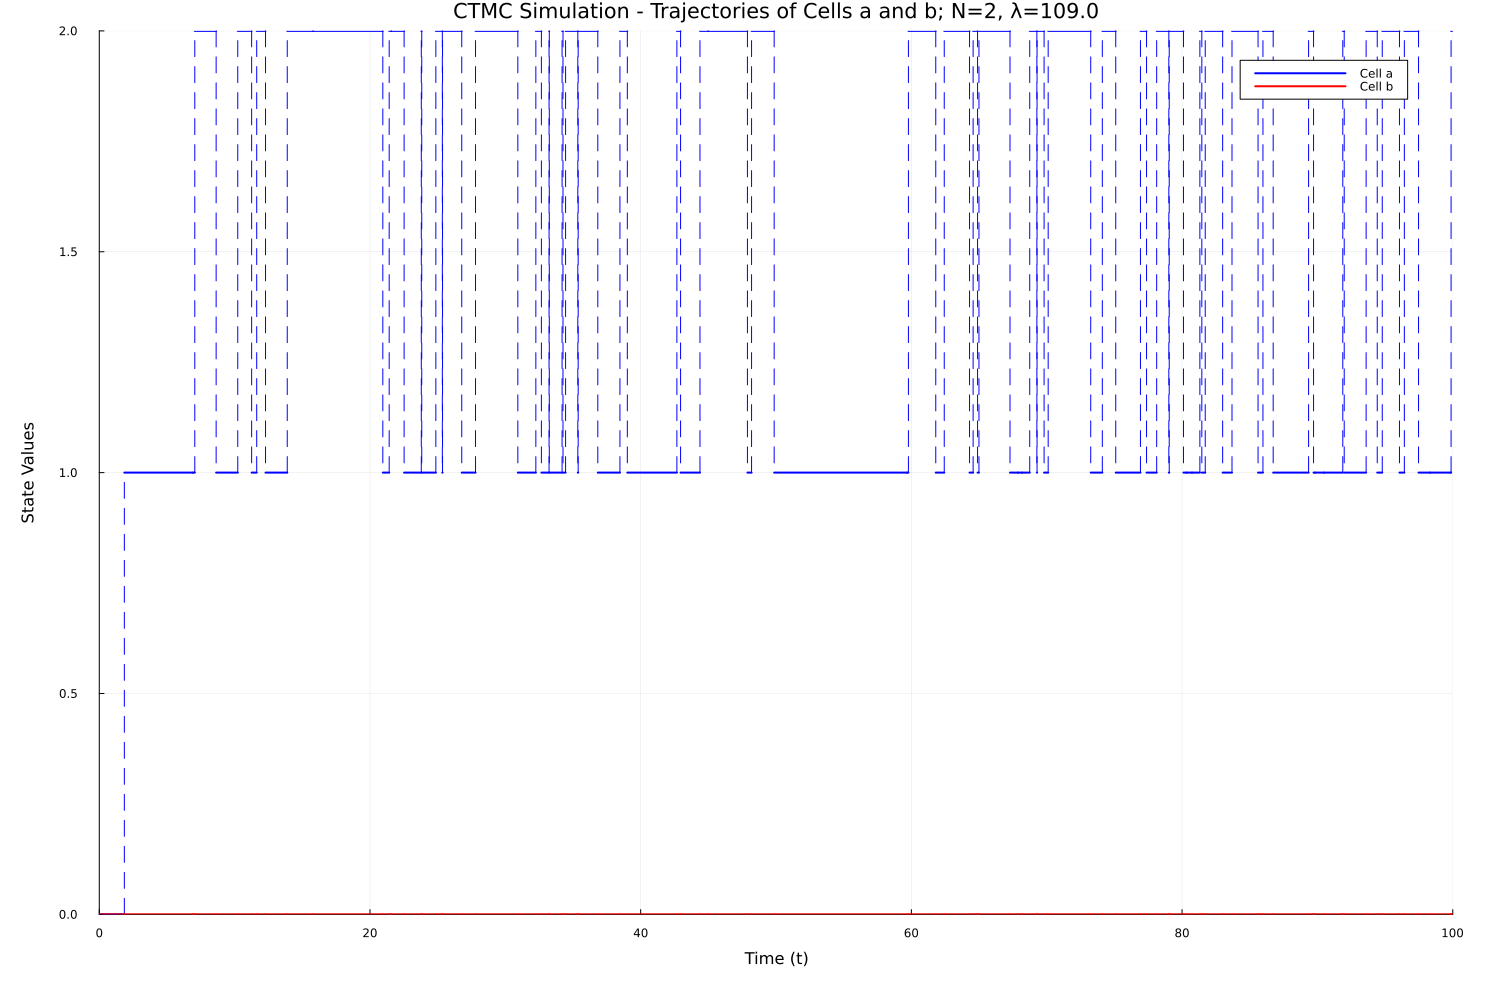 CTMC Simulation - Trajectories of Cells a and b; N=2, λ=109.0
2.0
Cell a
Cell b
1.5
1.0
State Values
0.5
0.0
0 20 40 60 80 100
Time (t)